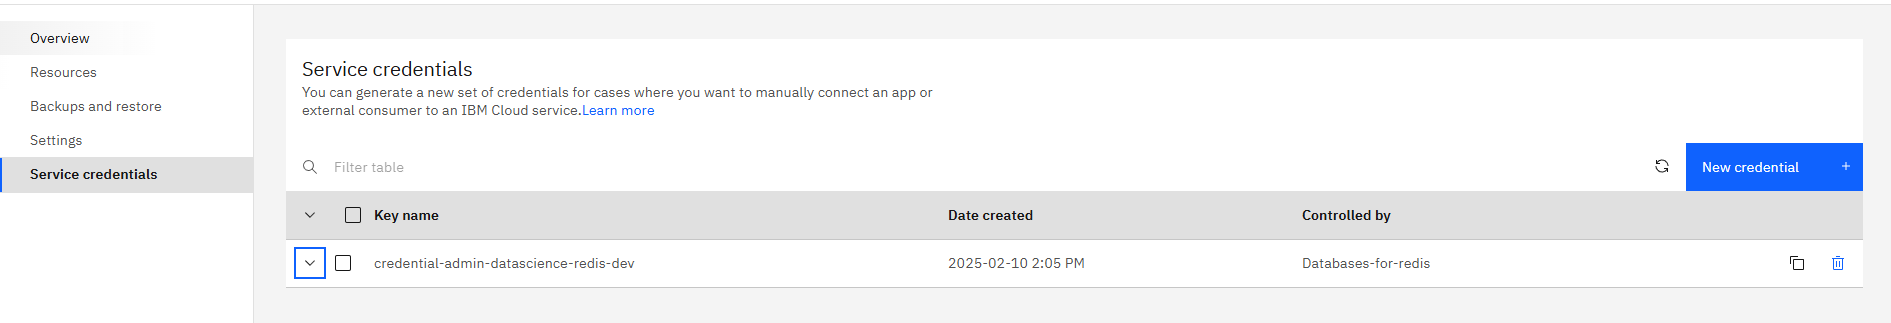 Overview
Resources
Backups and restore
Settings
Service credentials
Service credentials
You can generate a new set of credentials for cases where you want to manually connect an app or
external consumer to an IBM Cloud service.Learn more
Filter table
New credential +
Key name Date created Controlled by
credential-admin-datascience-redis-dev 2025-02-10 2:05 PM Databases-for-redis